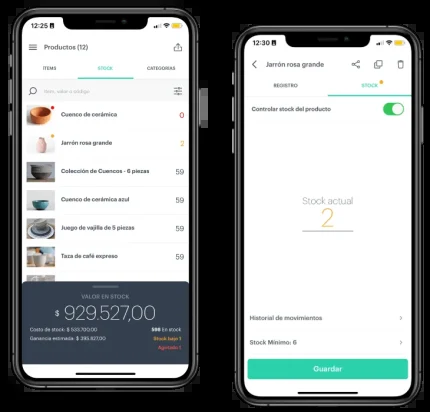 12:25
Productos (12)
ITEMS STOCK CATEGORÍAS
Nom, valor o código
Cuenco de cerámica 0
Jarrón rosa grande 2
Colección de Cuencos - 6 piezas 59
Cuenco de cerámica azul 59
Juego de vajilla de 5 piezas 59
Taza de café expreso 59
VALOR EN STOCK
$ 929.527,00
Costo de stock: $ 533.700,00
En stock
Ganancia estimada: $ 395.827,00
Stock bajo 1
Agotado 1
12:30
Jarrón rosa grande
REGISTRO STOCK
Controlar stock del producto
Stock actual
2
Historial de movimientos
Stock Mínimo: 6
Guardar